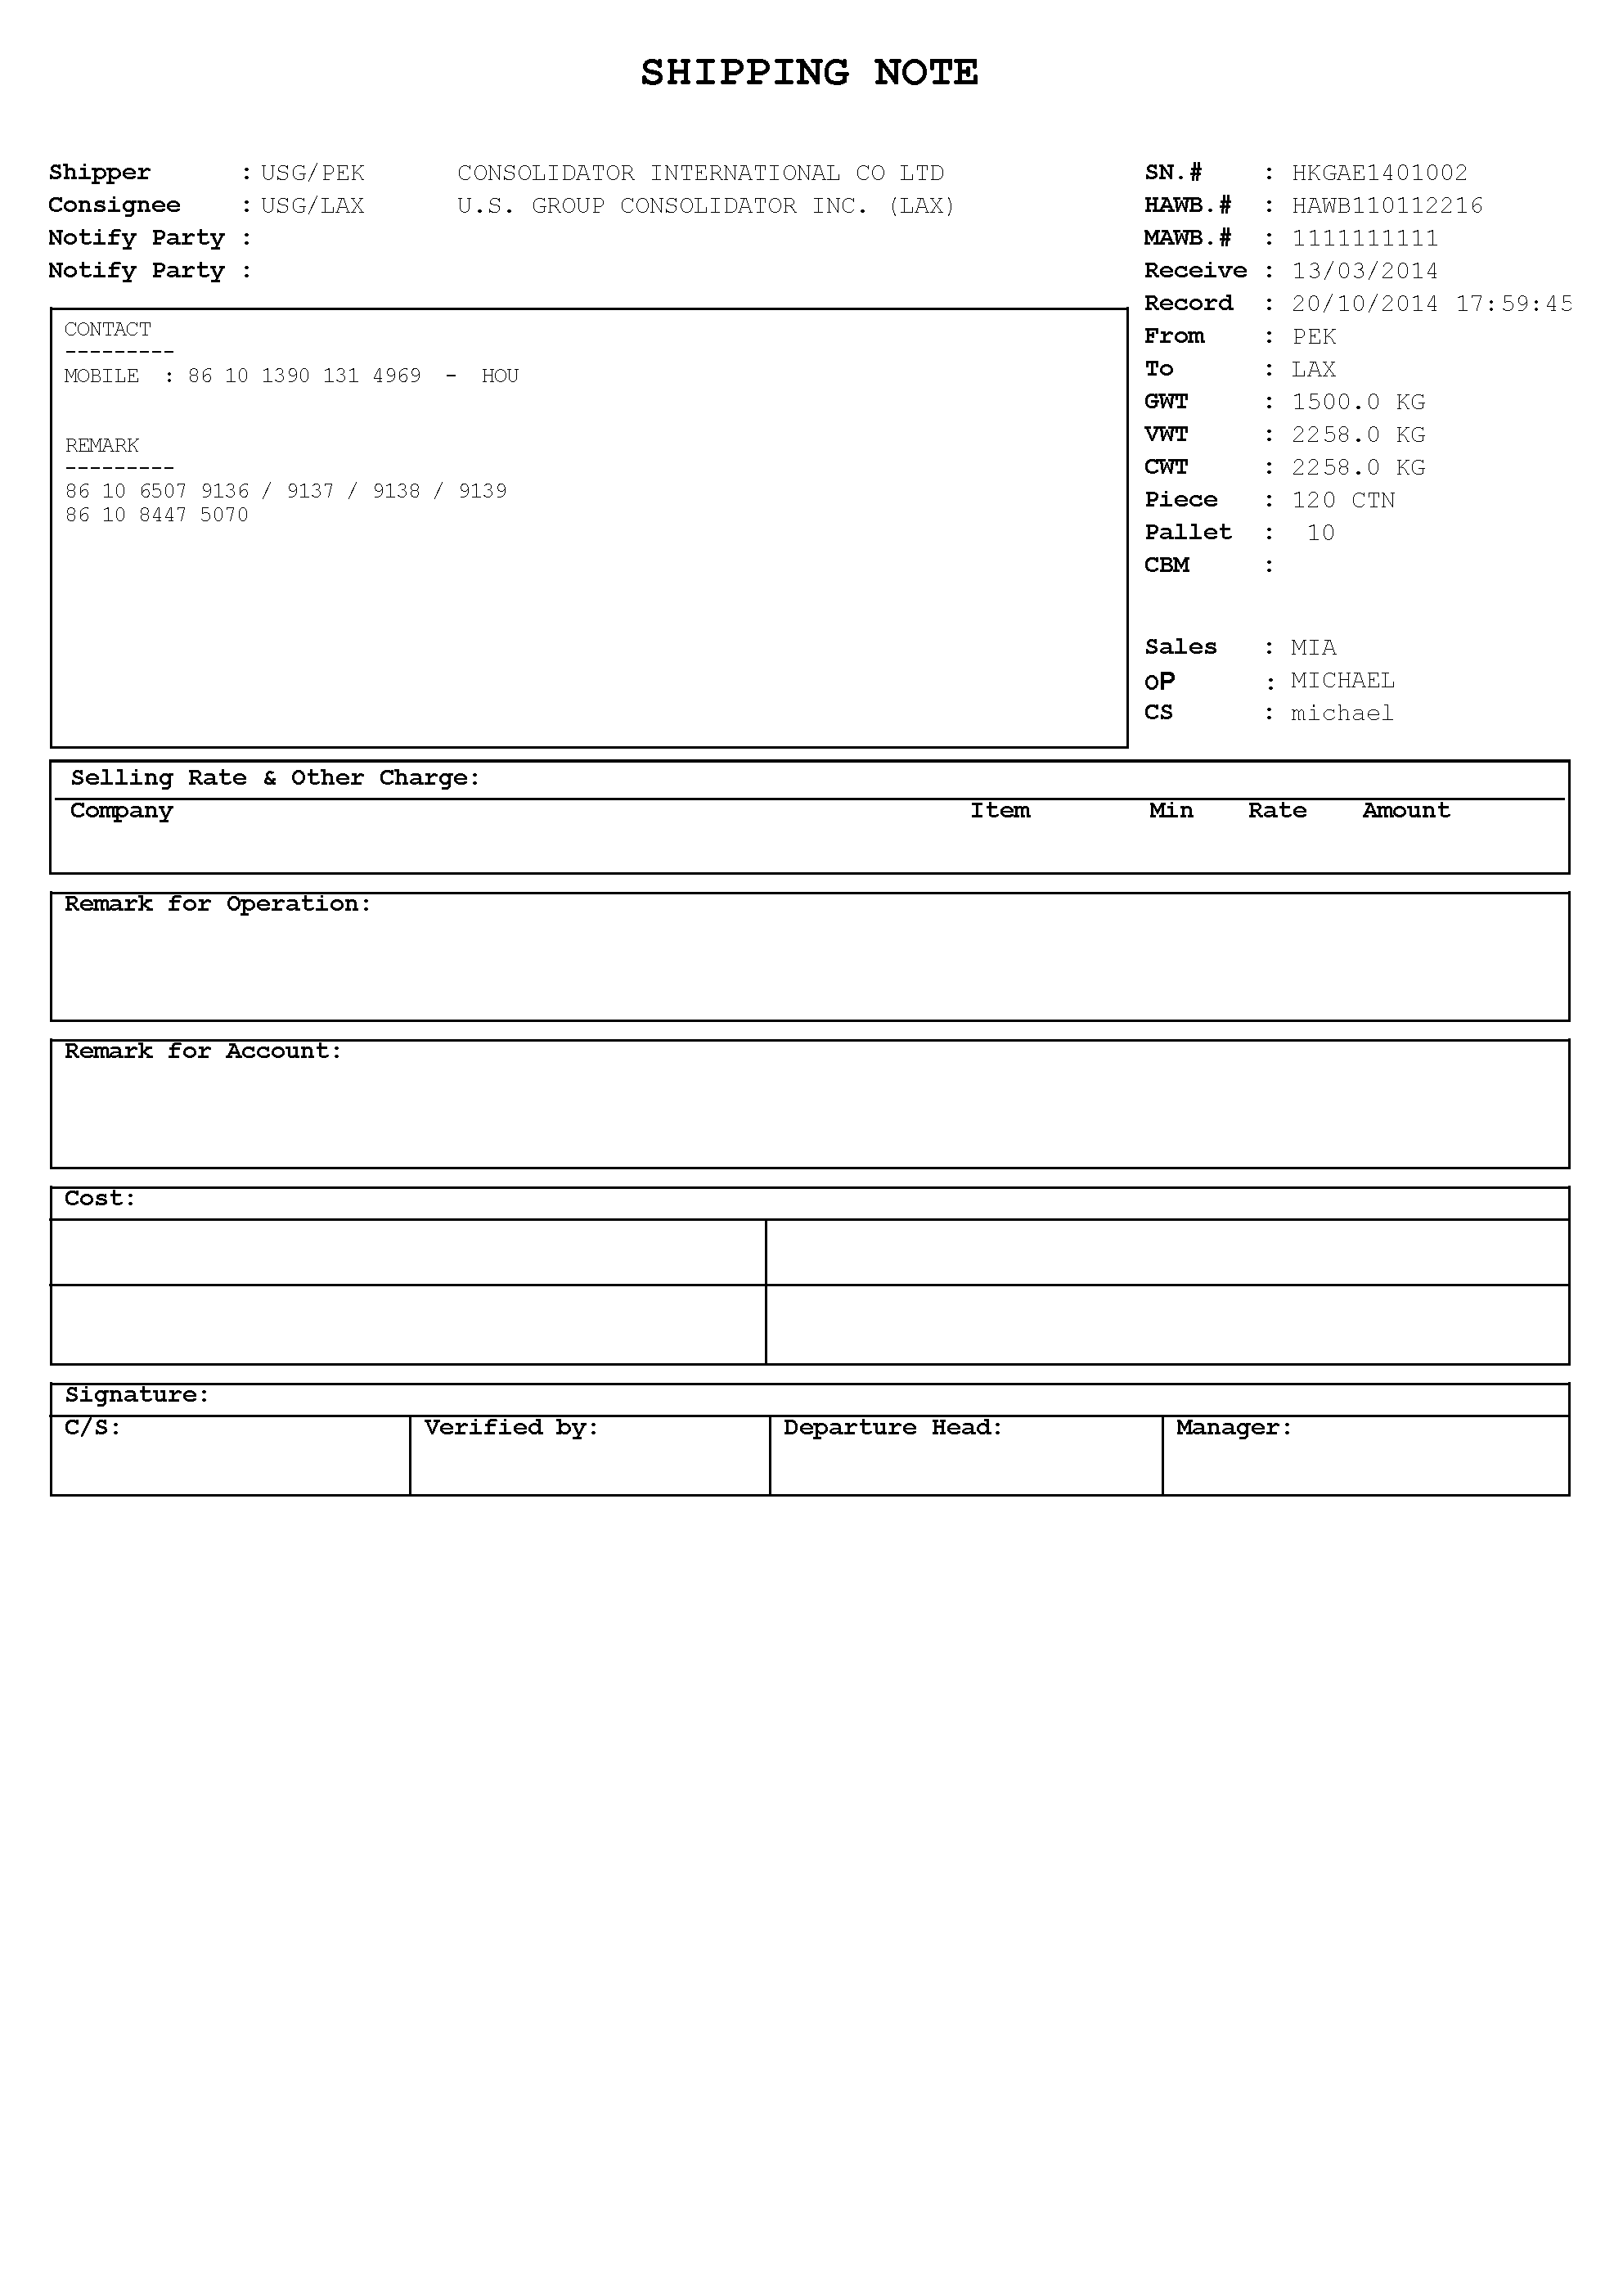 SHIPPING NOTE
Shipper : USG/PEK CONSOLIDATOR INTERNATIONAL CO LTD
Consignee : USG/LAX U.S. GROUP CONSOLIDATOR INC. (LAX)
Notify Party :
Notify Party :
SN.# : HKGAE1401002
HAWB.# : HAWB110112216
MAWB.# : 1111111111
Receive : 13/03/2014
Record : 20/10/2014 17:59:45
From : PEK
To : LAX
GWT : 1500.0 KG
VWT : 2258.0 KG
CWT : 2258.0 KG
Piece : 120 CTN
Pallet : 10
CBM :
Sales : MIA
OP : MICHAEL
CS : michael
CONTACT
---------
MOBILE : 86 10 1390 131 4969 - HOU
REMARK
---------
86 10 6507 9136 / 9137 / 9138 / 9139
86 10 8447 5070
Selling Rate & Other Charge:
Company Item Min Rate Amount
Remark for Operation:
Remark for Account:
Cost:
Signature:
C/S: Verified by: Departure Head: Manager: